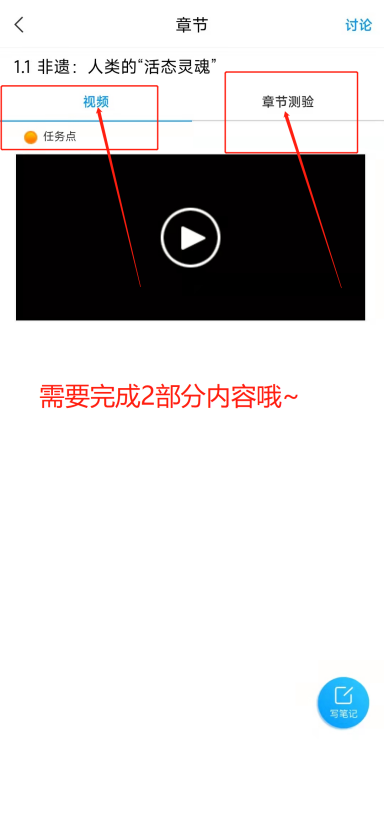 章节
讨论
1.1 非遗：人类的“活态灵魂”
视频
章节测验
任务点
需要完成2部分内容哦~
写笔记